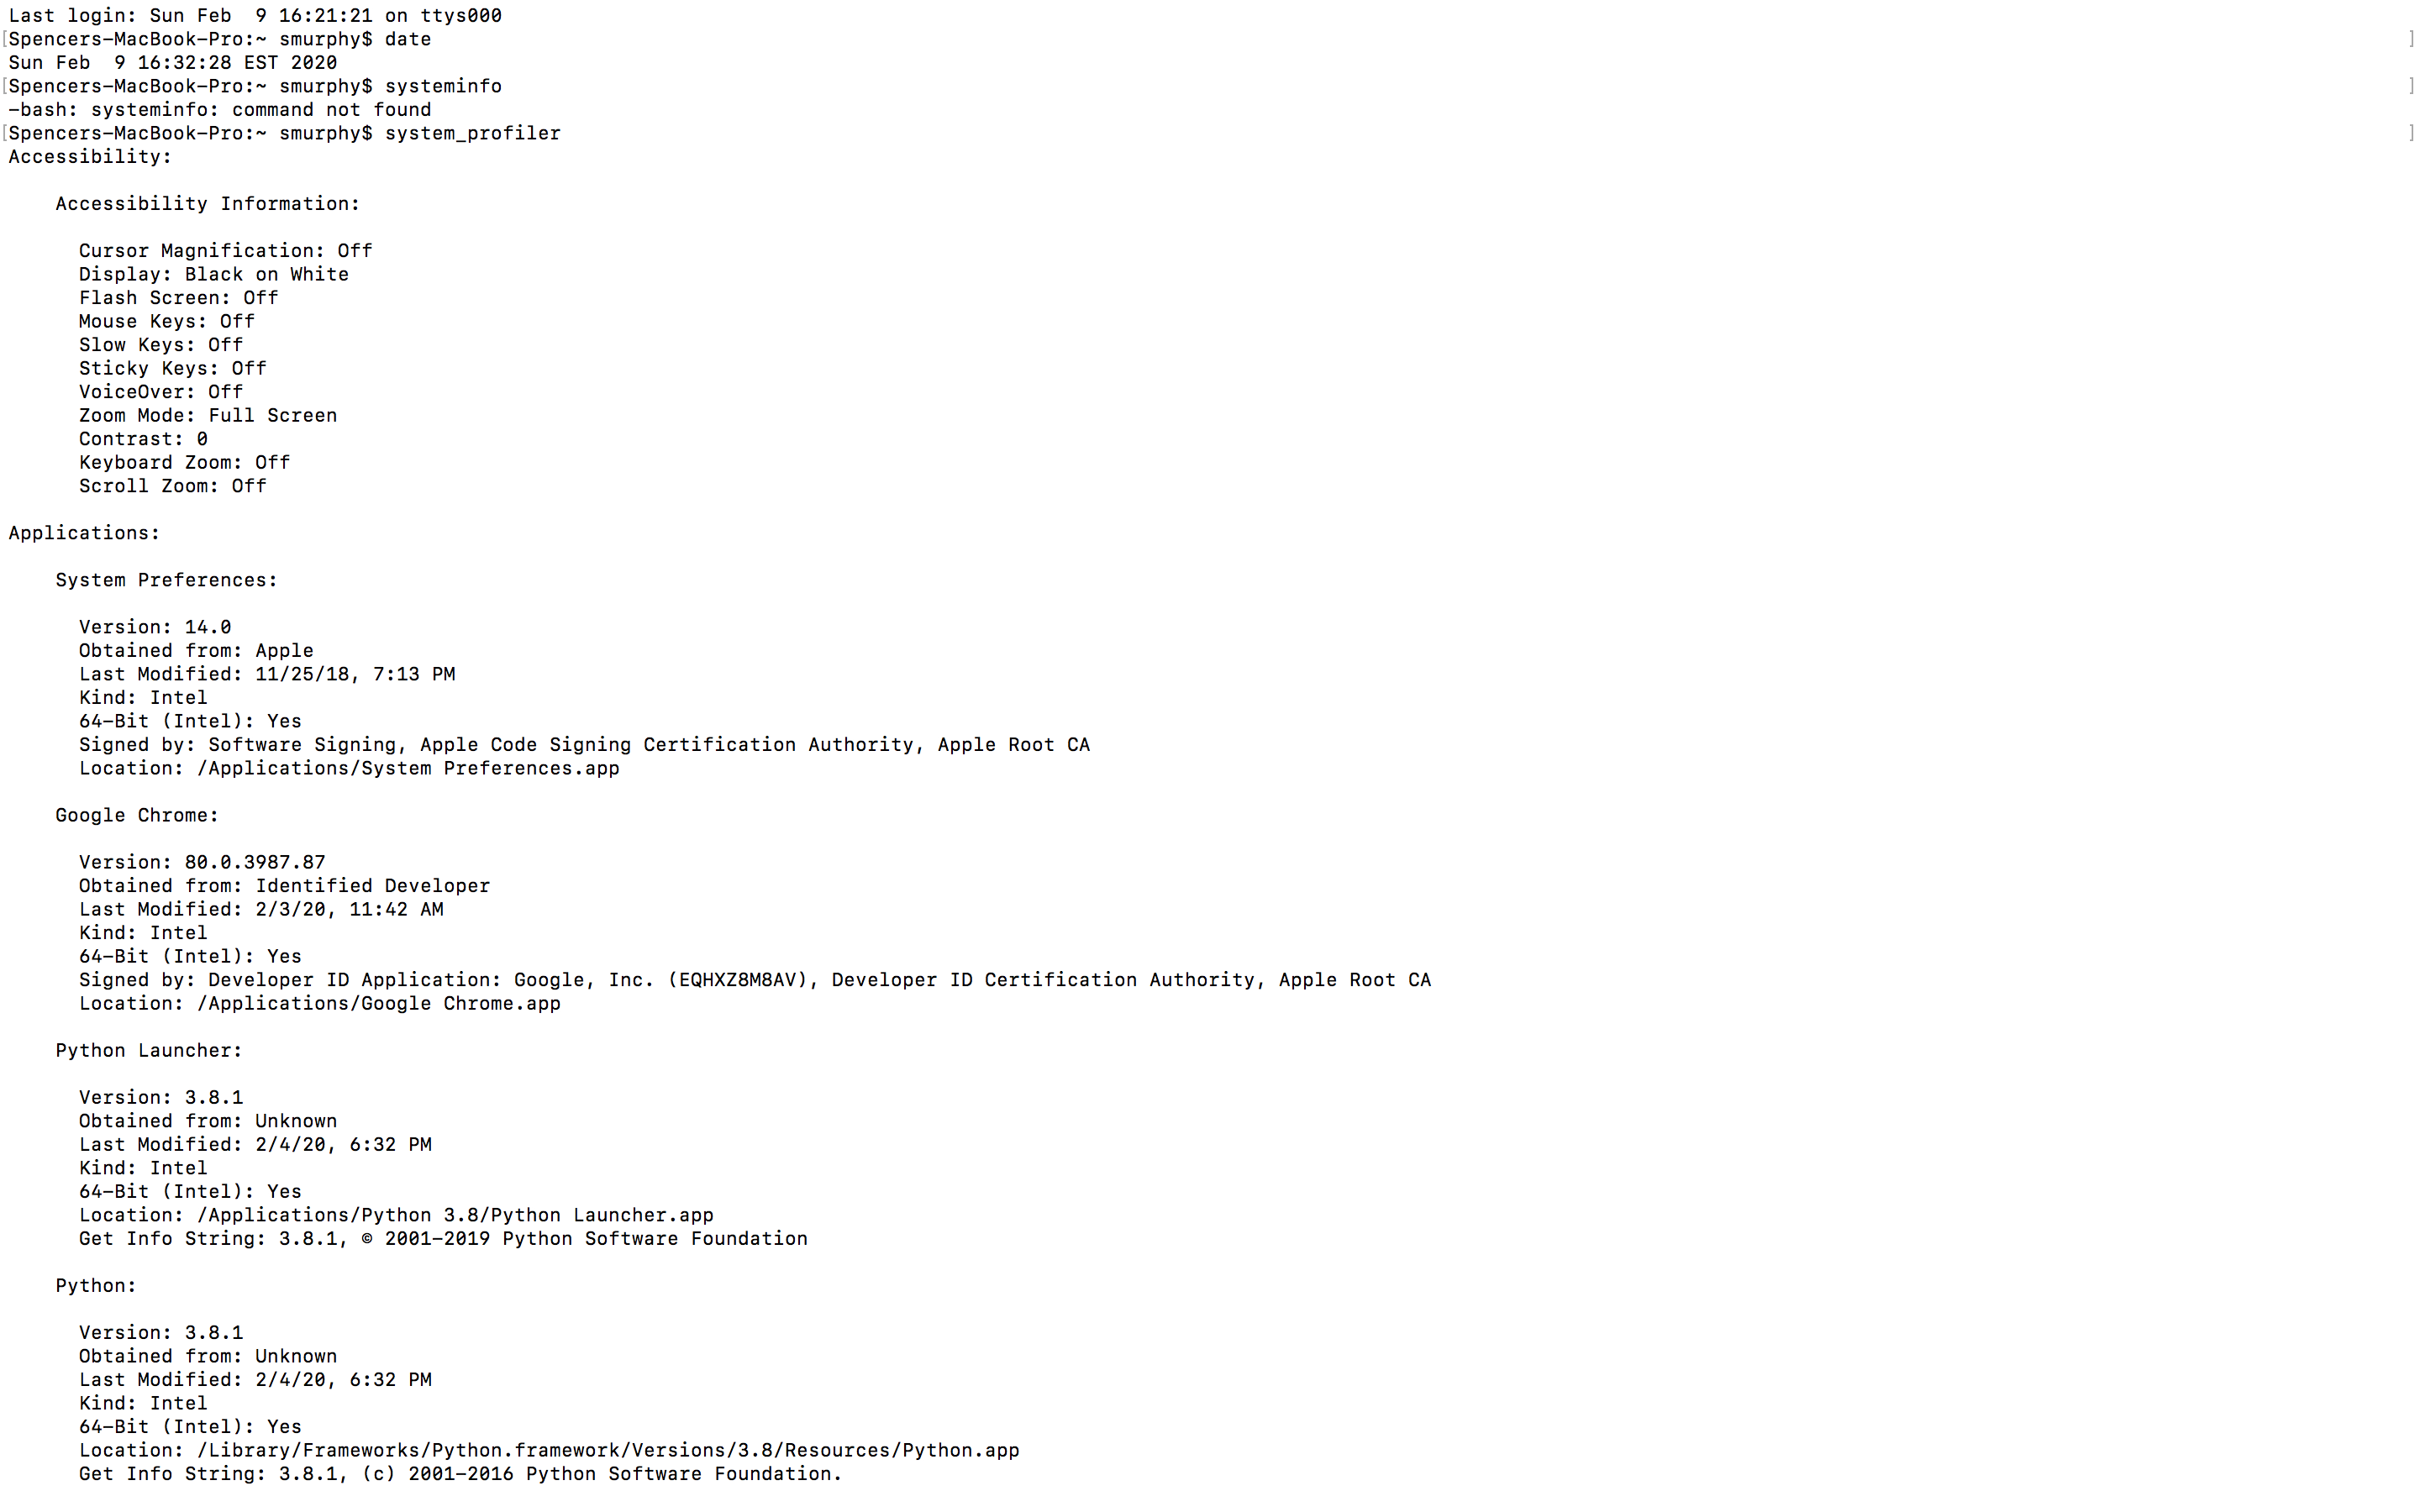 Last login: Sun Feb  9 16:21:21 on ttys000
[Spencers-MacBook-Pro:~ smurphy$ date ]
Sun Feb  9 16:32:28 EST 2020
[Spencers-MacBook-Pro:~ smurphy$ systeminfo ]
-bash: systeminfo: command not found
[Spencers-MacBook-Pro:~ smurphy$ system_profiler ]
Accessibility:
Accessibility Information:
Cursor Magnification: Off
Display: Black on White
Flash Screen: Off
Mouse Keys: Off
Slow Keys: Off
Sticky Keys: Off
VoiceOver: Off
Zoom Mode: Full Screen
Contrast: 0
Keyboard Zoom: Off
Scroll Zoom: Off
Applications:
System Preferences:
Version: 14.0
Obtained from: Apple
Last Modified: 11/25/18, 7:13 PM
Kind: Intel
64-Bit (Intel): Yes
Signed by: Software Signing, Apple Code Signing Certification Authority, Apple Root CA
Location: /Applications/System Preferences.app
Google Chrome:
Version: 80.0.3987.87
Obtained from: Identified Developer
Last Modified: 2/3/20, 11:42 AM
Kind: Intel
64-Bit (Intel): Yes
Signed by: Developer ID Application: Google, Inc. (EQHXZ8M8AV), Developer ID Certification Authority, Apple Root CA
Location: /Applications/Google Chrome.app
Python Launcher:
Version: 3.8.1
Obtained from: Unknown
Last Modified: 2/4/20, 6:32 PM
Kind: Intel
64-Bit (Intel): Yes
Location: /Applications/Python 3.8/Python Launcher.app
Get Info String: 3.8.1, © 2001-2019 Python Software Foundation
Python:
Version: 3.8.1
Obtained from: Unknown
Last Modified: 2/4/20, 6:32 PM
Kind: Intel
64-Bit (Intel): Yes
Location: /Library/Frameworks/Python.framework/Versions/3.8/Resources/Python.app
Get Info String: 3.8.1, (c) 2001-2016 Python Software Foundation.